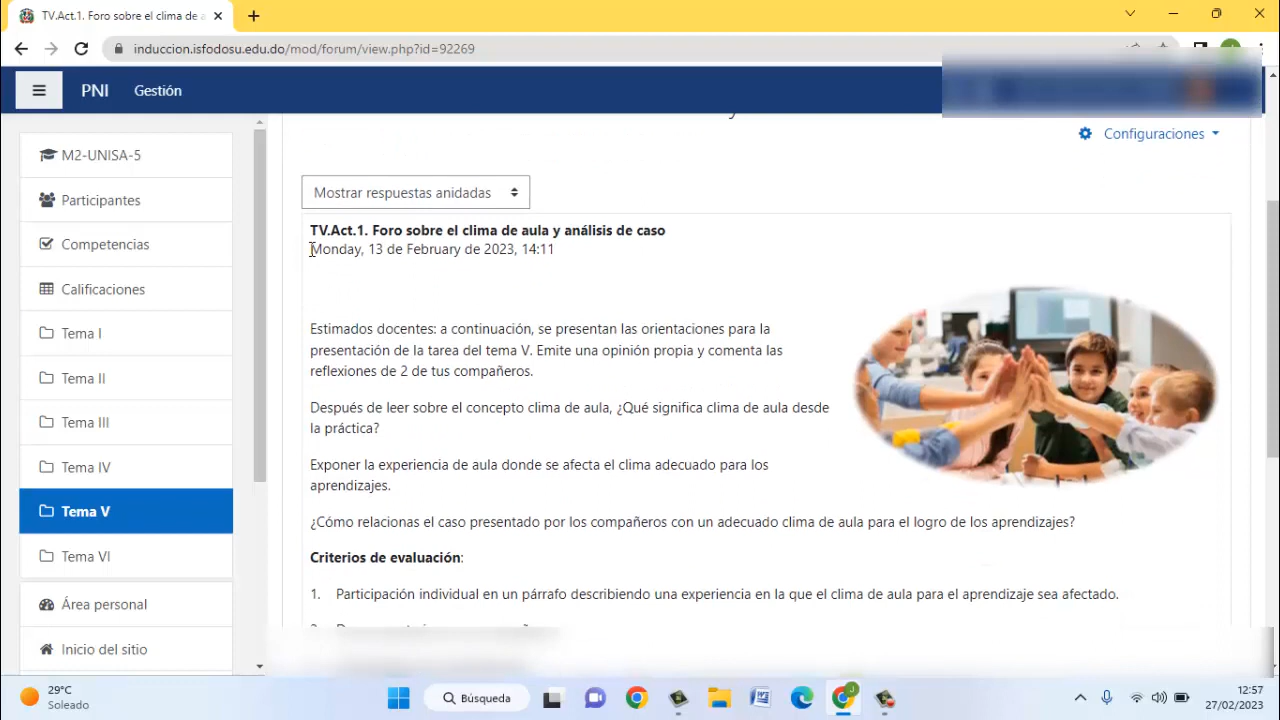 TV.Act.1. Foro sobre el clima de a
induccion.isfodosu.edu.do/mod/forum/view.php?id=92269
PNI
Gestión
Configuraciones
M2-UNISA-5
Participantes
Competencias
Calificaciones
Tema I
Tema II
Tema III
Tema IV
Tema V
Tema VI
Área personal
Inicio del sitio
Mostrar respuestas anidadas
TV.Act.1. Foro sobre el clima de aula y análisis de caso
Monday, 13 de February de 2023, 14:11
Estimados docentes: a continuación, se presentan las orientaciones para la
presentación de la tarea del tema V. Emite una opinión propia y comenta las
reflexiones de 2 de tus compañeros.
Después de leer sobre el concepto clima de aula, ¿Qué significa clima de aula desde
la práctica?
Exponer la experiencia de aula donde se afecta el clima adecuado para los
aprendizajes.
¿Cómo relacionas el caso presentado por los compañeros con un adecuado clima de aula para el logro de los aprendizajes?
Criterios de evaluación:
1. Participación individual en un párrafo describiendo una experiencia en la que el clima de aula para el aprendizaje sea afectado.
29°C
Soleado
Búsqueda
12:57
27/02/2023